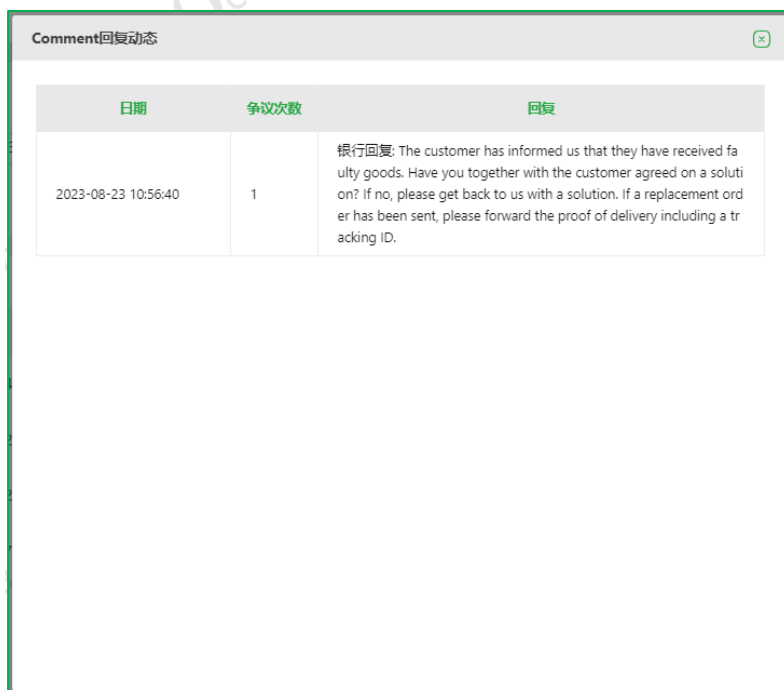 Comment回复动态
日期 争议次数 回复
银行回复: The customer has informed us that they have received fa
ulty goods. Have you together with the customer agreed on a soluti
2023-08-23 10:56:40 1 on? If no, please get back to us with a solution. If a replacement ord
er has been sent, please forward the proof of delivery including a tr
acking ID.